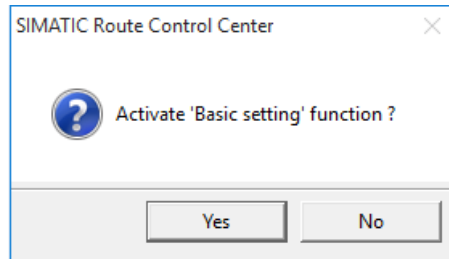 SIMATIC Route Control Center
Activate 'Basic setting' function ?
Yes
No